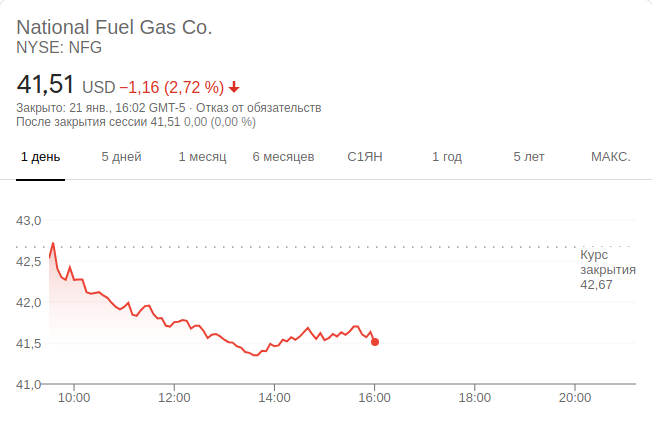 National Fuel Gas Co.
NYSE: NFG
41,51 USD −1,16 (2,72 %)
Закрыто: 21 янв., 16:02 GMT-5 · Отказ от обязательств
После закрытия сессии 41,51 0,00 (0,00 %)
1 день 5 дней 1 месяц 6 месяцев С1ЯН 1 год 5 лет МАКС.
43,0
42,5
42,0
41,5
41,0
Курс
закрытия
42,67
10:00 12:00 14:00 16:00 18:00 20:00